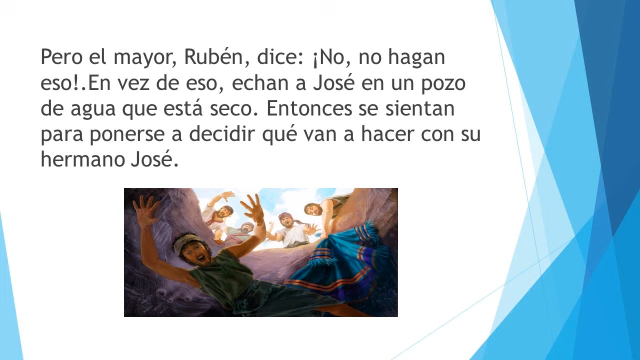 Pero el mayor, Rubén, dice: ¡No, no hagan
eso!.En vez de eso, echan a José en un pozo
de agua que está seco. Entonces se sientan
para ponerse a decidir qué van a hacer con su
hermano José.